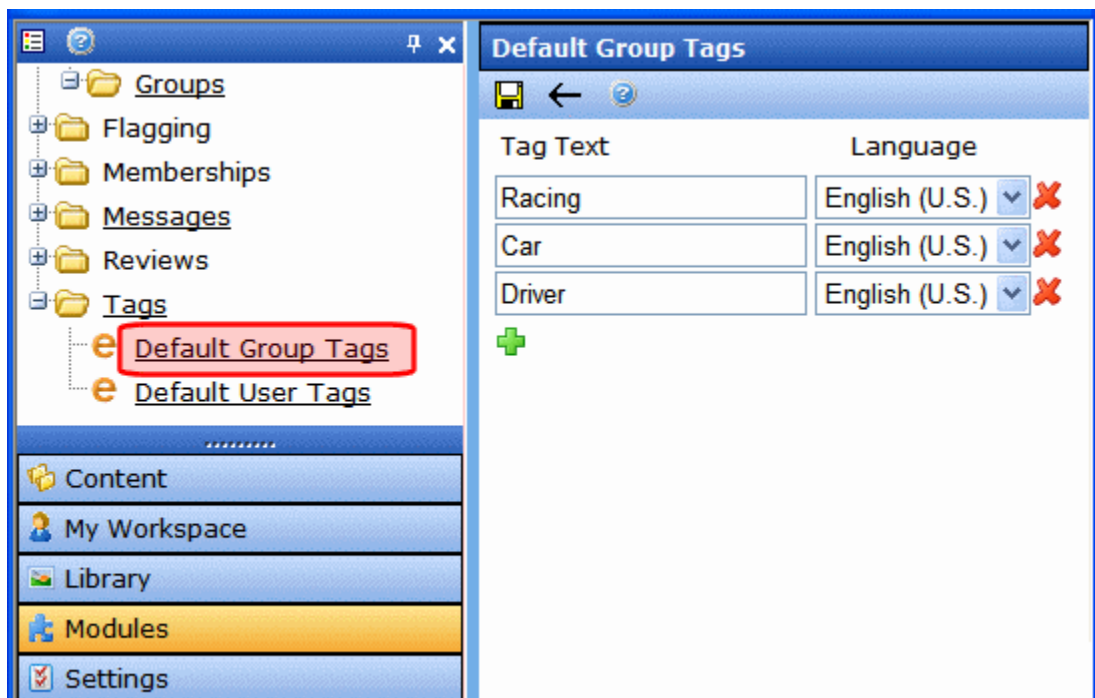 Groups
Flagging
Memberships
Messages
Reviews
Tags
Default Group Tags
Default User Tags
Content
My Workspace
Library
Modules
Settings
Default Group Tags
Tag Text Language
Racing English (U.S.)
Car English (U.S.)
Driver English (U.S.)